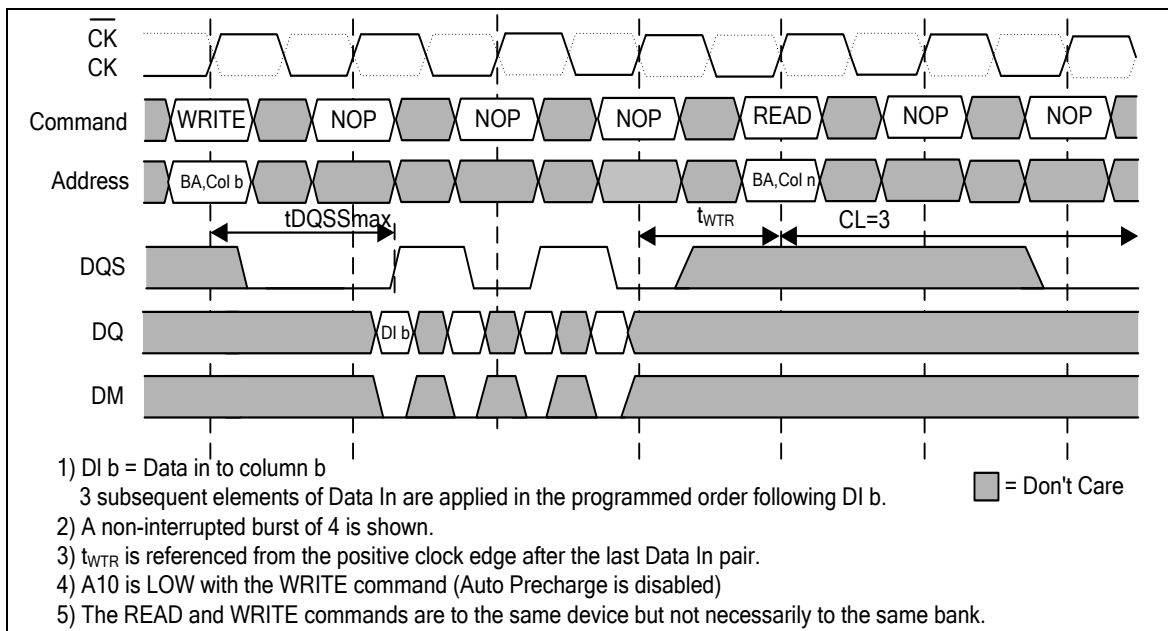 CK
CK
Command WRITE NOP NOP NOP READ NOP NOP
Address BA,Col b BA,Col n
tDQSSmax tWTR CL=3
DQS
DQ DI b
DM
1) DI b = Data in to column b
3 subsequent elements of Data In are applied in the programmed order following DI b.
= Don't Care
2) A non-interrupted burst of 4 is shown.
3) tWTR is referenced from the positive clock edge after the last Data In pair.
4) A10 is LOW with the WRITE command (Auto Precharge is disabled)
5) The READ and WRITE commands are to the same device but not necessarily to the same bank.